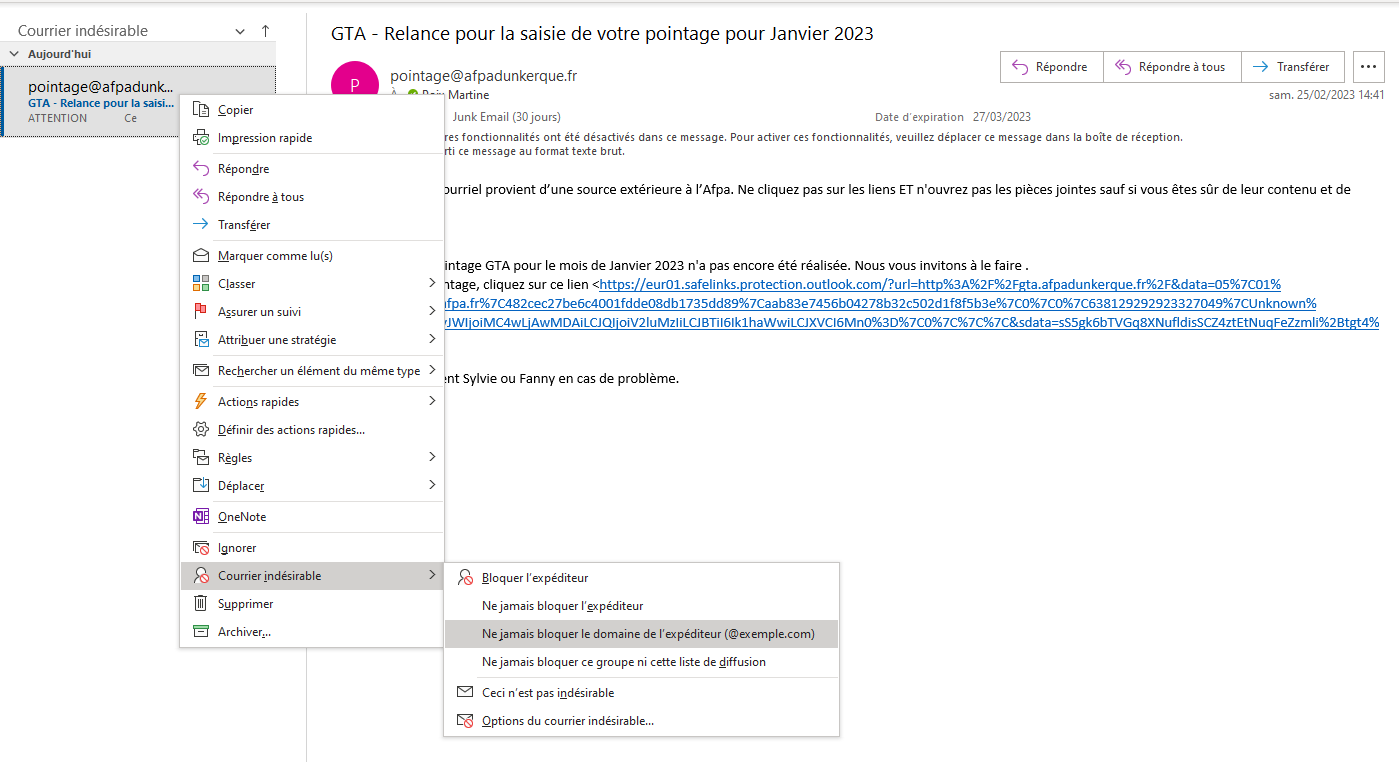 Courrier indésirable
Aujourd'hui
pointage@afpadunk...
GTA - Relance pour la saisi...
ATTENTION Ce
GTA - Relance pour la saisie de votre pointage pour Janvier 2023
P
pointage@afpadunkerque.fr
Martine
Répondre
Répondre à tous
Transférer
...
sam. 25/02/2023 14:41
Junk Email (30 jours)
Date d'expiration 27/03/2023
res fonctionnalités ont été désactivés dans ce message. Pour activer ces fonctionnalités, veuillez déplacer ce message dans la boîte de réception.
rti ce message au format texte brut.
ourriel provient d'une source extérieure à l'Afpa. Ne cliquez pas sur les liens ET n'ouvrez pas les pièces jointes sauf si vous êtes sûr de leur contenu et de
intage GTA pour le mois de Janvier 2023 n'a pas encore été réalisée. Nous vous invitons à le faire .
ntage, cliquez sur ce lien <https://eur01.safelinks.protection.outlook.com/?url=http%3A%2F%2Fgta.afpadunkerque.fr%2F&data=05%7C01%
afpa.fr%7C482cec27be6c4001fdde08db1735dd89%7Caab83e7456b04278b32c502d1f8f5b3e%7C0%7C0%7C638129292923327049%7CUnknown%
yJWIjoiMC4wLjAwMDAiLCJQIjoiV2luMzIiLCJBTiI6Ik1haWwiLCJXVCI6Mn0%3D%7C0%7C%7C%7C&sdata=sS5gk6bTVGq8XNufldisSCZ4ztEtNuqFeZzmli%2Btgt4%
ent Sylvie ou Fanny en cas de problème.
Copier
Impression rapide
Répondre
Répondre à tous
Transférer
Marquer comme lu(s)
Classer
Assurer un suivi
Attribuer une stratégie
Rechercher un élément du même type
Actions rapides
Définir des actions rapides...
Règles
Déplacer
OneNote
Ignorer
Courrier indésirable
Supprimer
Archiver...
Bloquer l'expéditeur
Ne jamais bloquer l'expéditeur
Ne jamais bloquer le domaine de l'expéditeur (@exemple.com)
Ne jamais bloquer ce groupe ni cette liste de diffusion
Ceci n'est pas indésirable
Options du courrier indésirable...